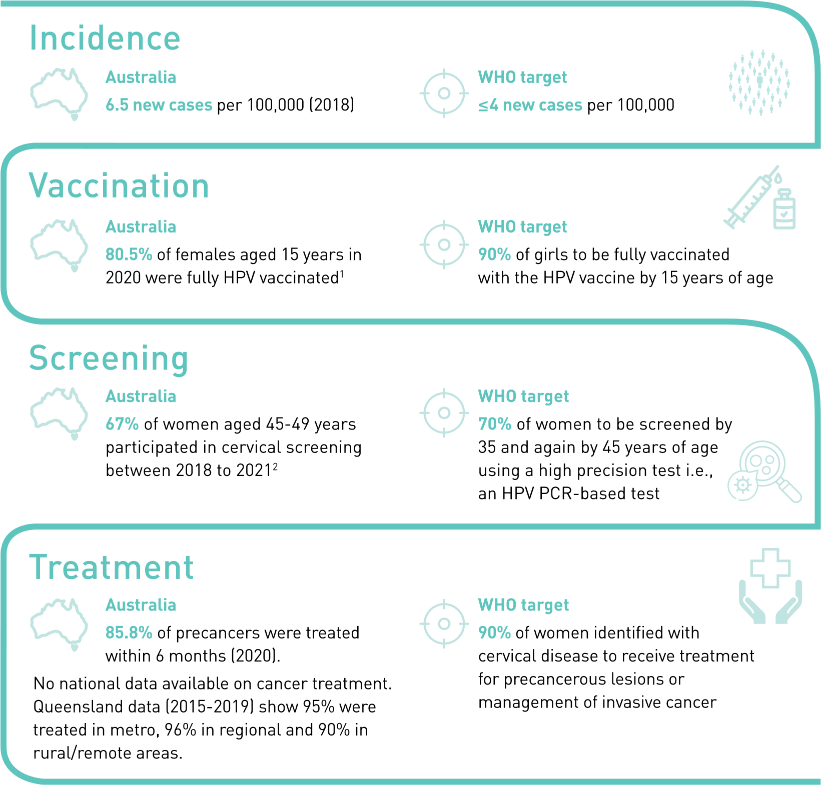 Incidence
Australia
6.5 new cases per 100,000 (2018)
WHO target
≤4 new cases per 100,000
Vaccination
Australia
80.5% of females aged 15 years in
2020 were fully HPV vaccinated¹
WHO target
90% of girls to be fully vaccinated
with the HPV vaccine by 15 years of age
Screening
Australia
67% of women aged 45-49 years
participated in cervical screening
between 2018 to 2021²
WHO target
70% of women to be screened by
35 and again by 45 years of age
using a high precision test i.e.,
an HPV PCR-based test
Treatment
Australia
85.8% of precancers were treated
within 6 months (2020).
No national data available on cancer treatment.
Queensland data (2015-2019) show 95% were
treated in metro, 96% in regional and 90% in
rural/remote areas.
WHO target
90% of women identified with
cervical disease to receive treatment
for precancerous lesions or
management of invasive cancer